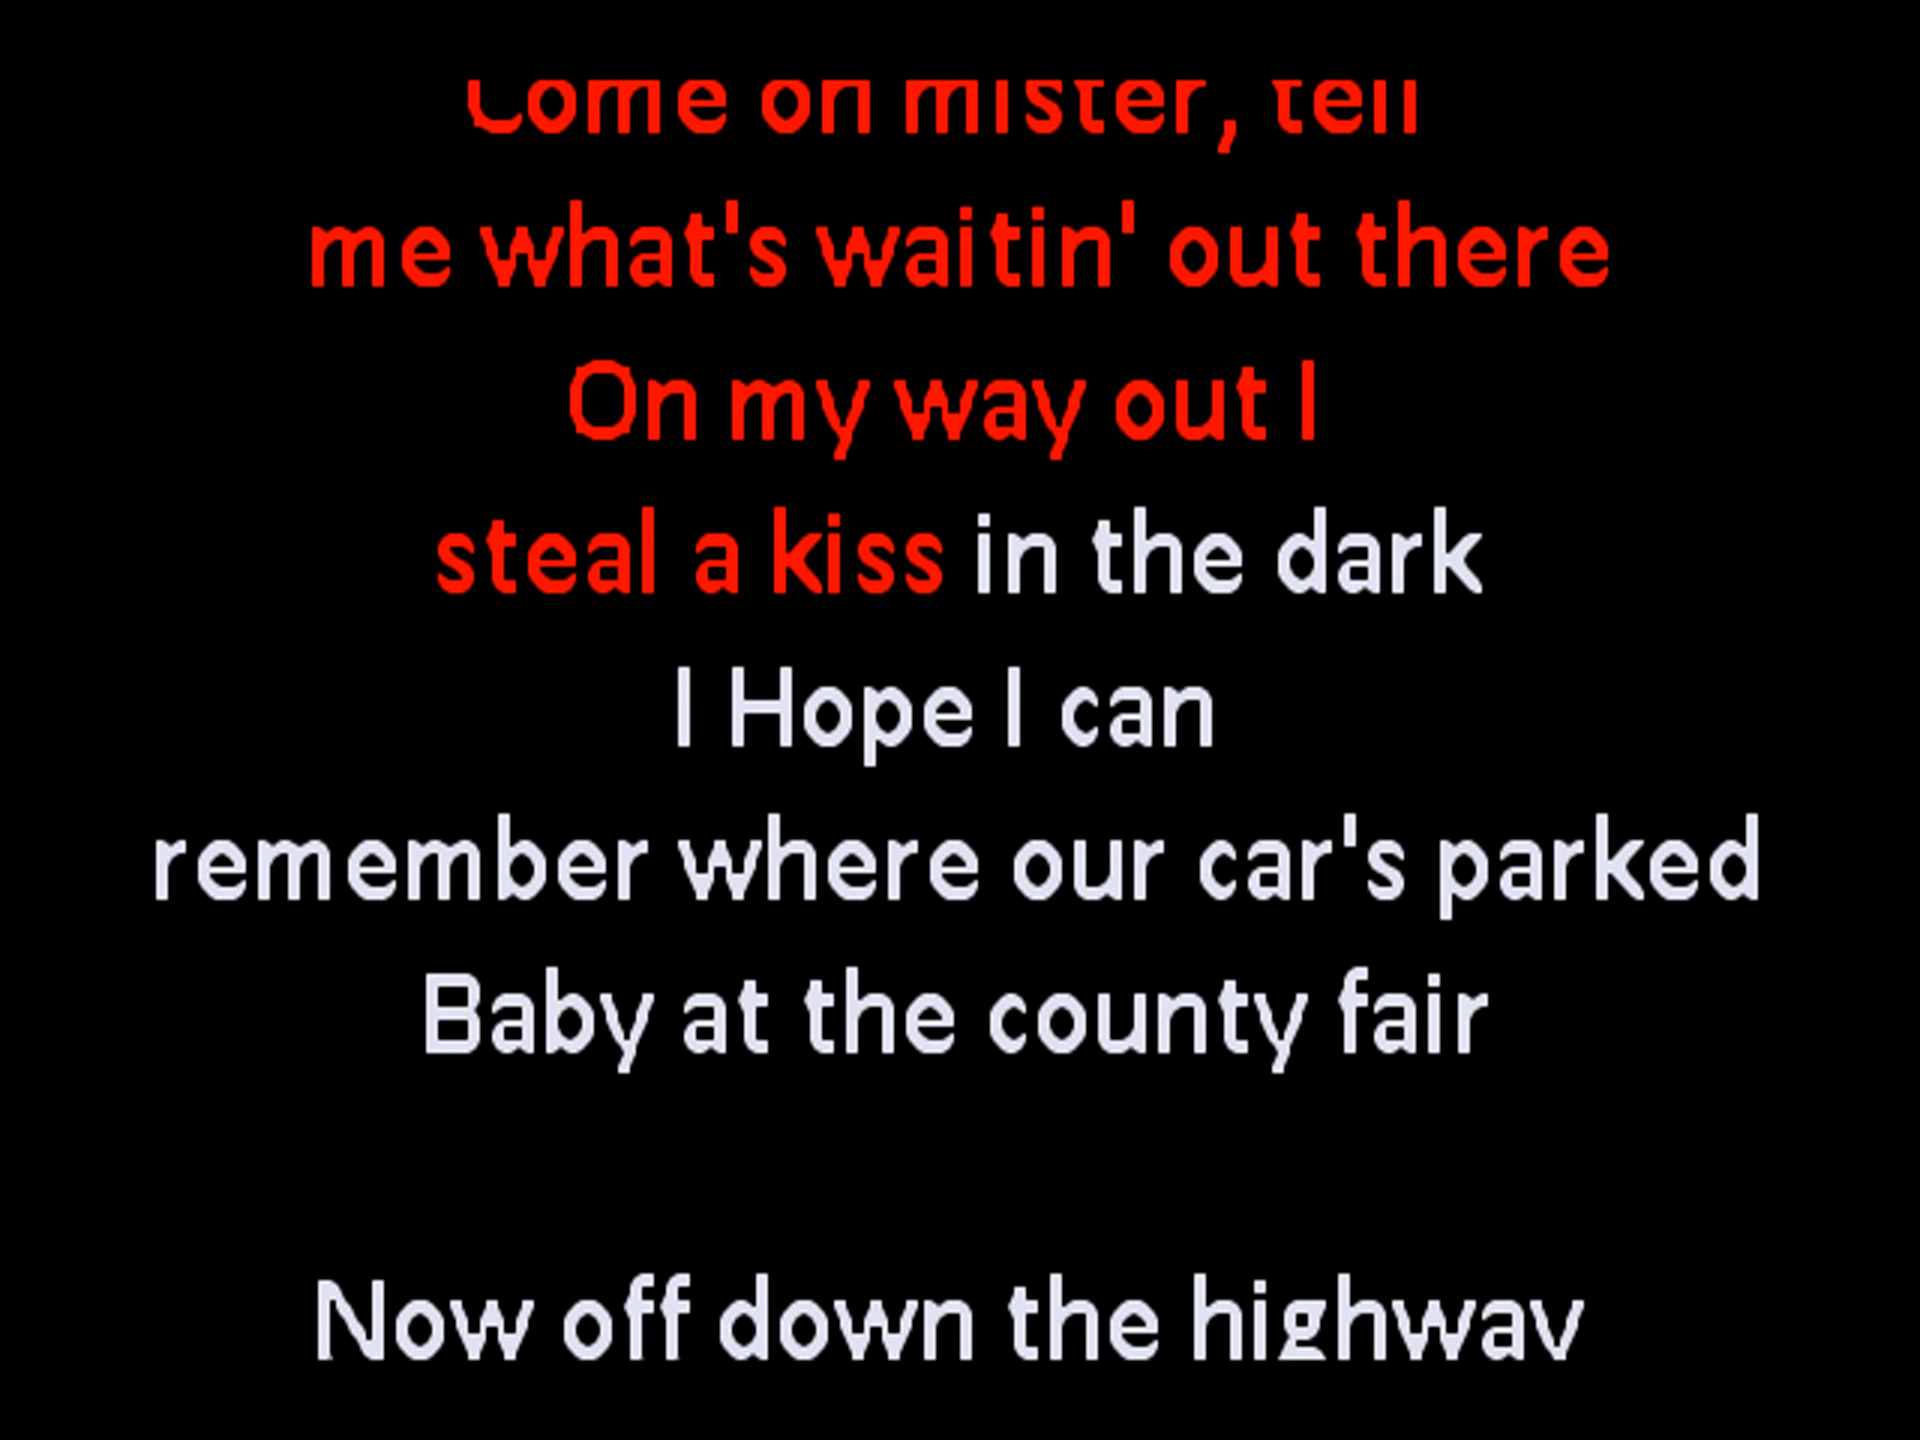 Come on mister, tell
me what's waitin' out there
On my way out I
steal a kiss in the dark
I Hope I can
remember where our car's parked
Baby at the county fair
Now off down the highway